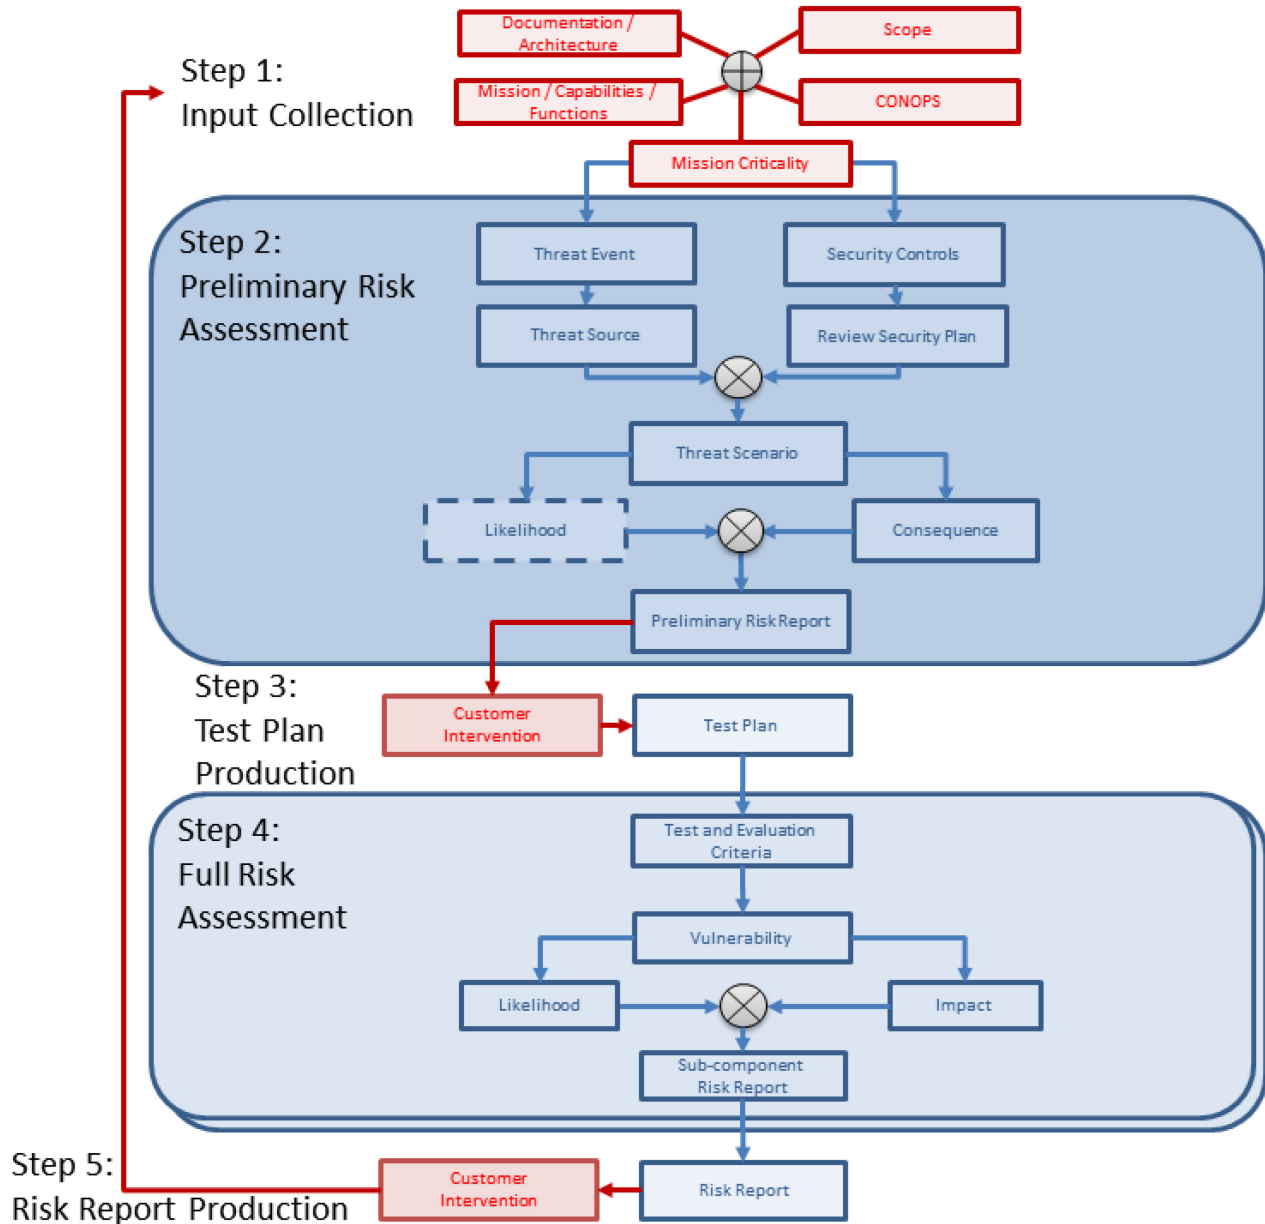 Documentation /
Architecture
Scope
Step 1:
Input Collection
Mission / Capabilities /
Functions
CONOPS
Mission Criticality
Step 2:
Preliminary Risk
Assessment
Threat Event
Security Controls
Threat Source
Review Security Plan
Threat Scenario
Likelihood
Consequence
Preliminary Risk Report
Step 3:
Test Plan
Production
Customer
Intervention
Test Plan
Step 4:
Full Risk
Assessment
Test and Evaluation
Criteria
Vulnerability
Likelihood
Impact
Sub-component
Risk Report
Step 5:
Risk Report Production
Customer
Intervention
Risk Report